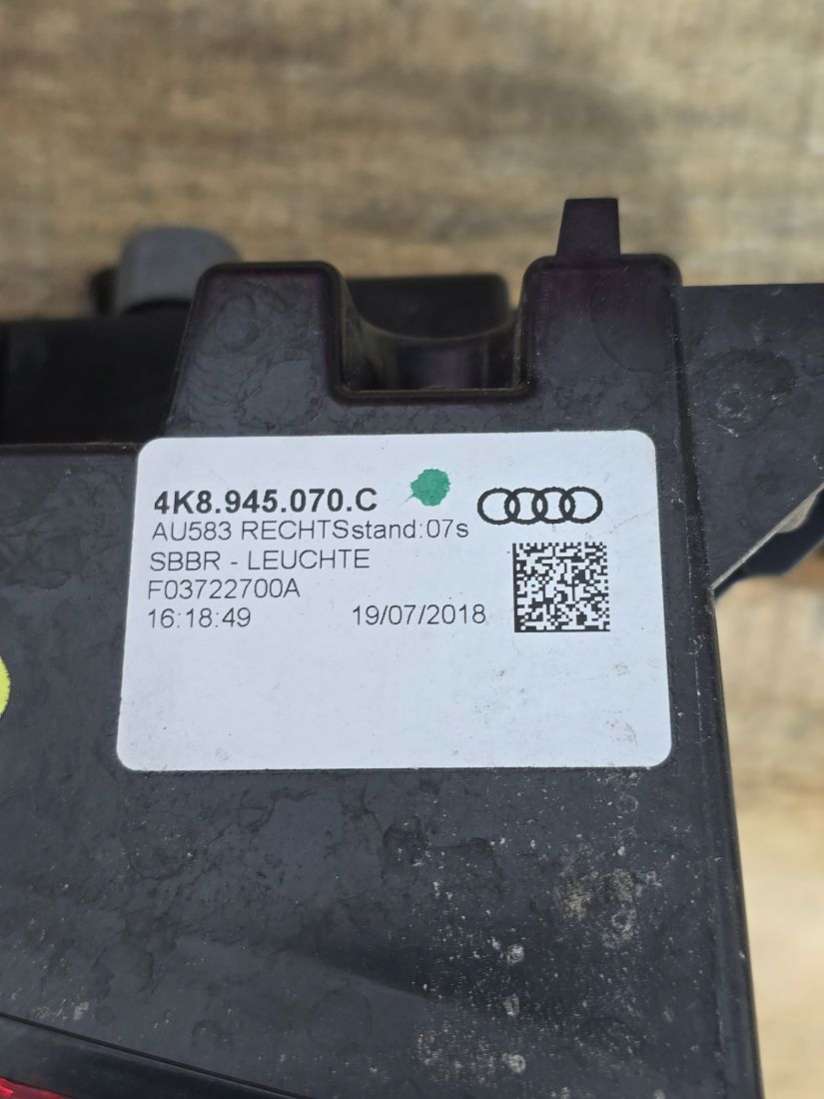 4K8.945.070.C
AU583 RECHTSstand:07s
SBBR - LEUCHTE
F03722700A
16:18:49 19/07/2018